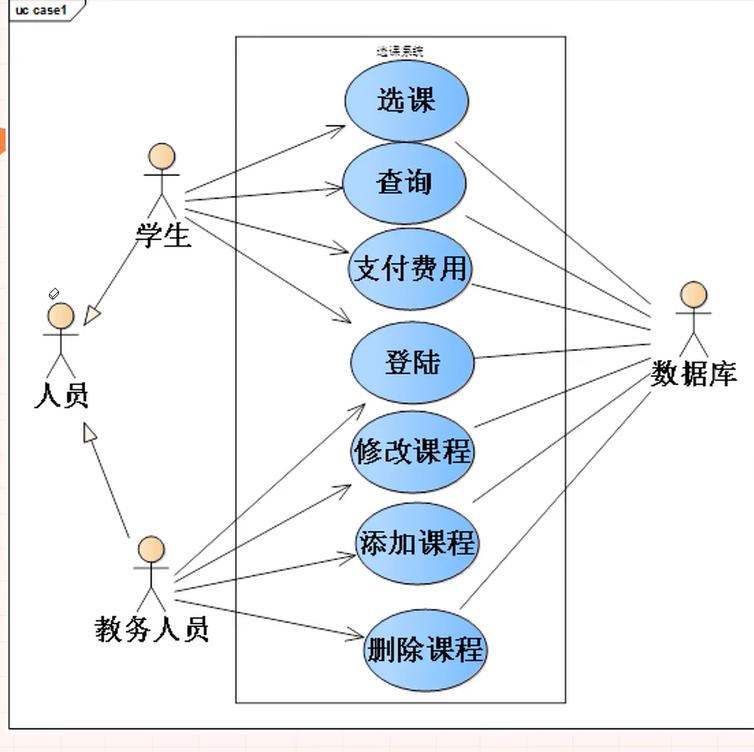 uc case1
选课系统
选课
查询
学生
支付费用
人员
登陆
数据库
修改课程
添加课程
教务人员
删除课程